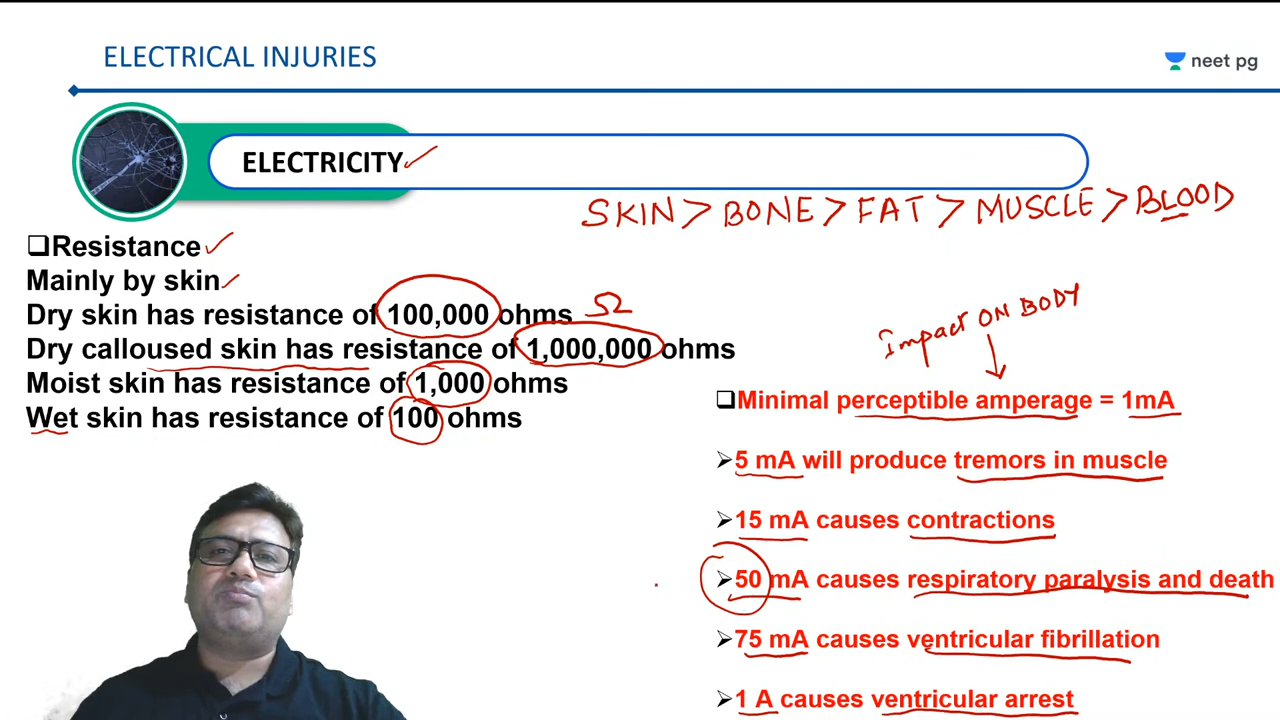 ELECTRICAL INJURIES
neet pg
ELECTRICITY
SKIN > BONE > FAT > MUSCLE > BLOOD
❑Resistance
Mainly by skin
Dry skin has resistance of 100,000 ohms Ω
Dry calloused skin has resistance of 1,000,000 ohms
Moist skin has resistance of 1,000 ohms
Wet skin has resistance of 100 ohms
Impact ON BODY
❑Minimal perceptible amperage = 1mA
➢5 mA will produce tremors in muscle
➢15 mA causes contractions
➢50 mA causes respiratory paralysis and death
➢75 mA causes ventricular fibrillation
➢1 A causes ventricular arrest